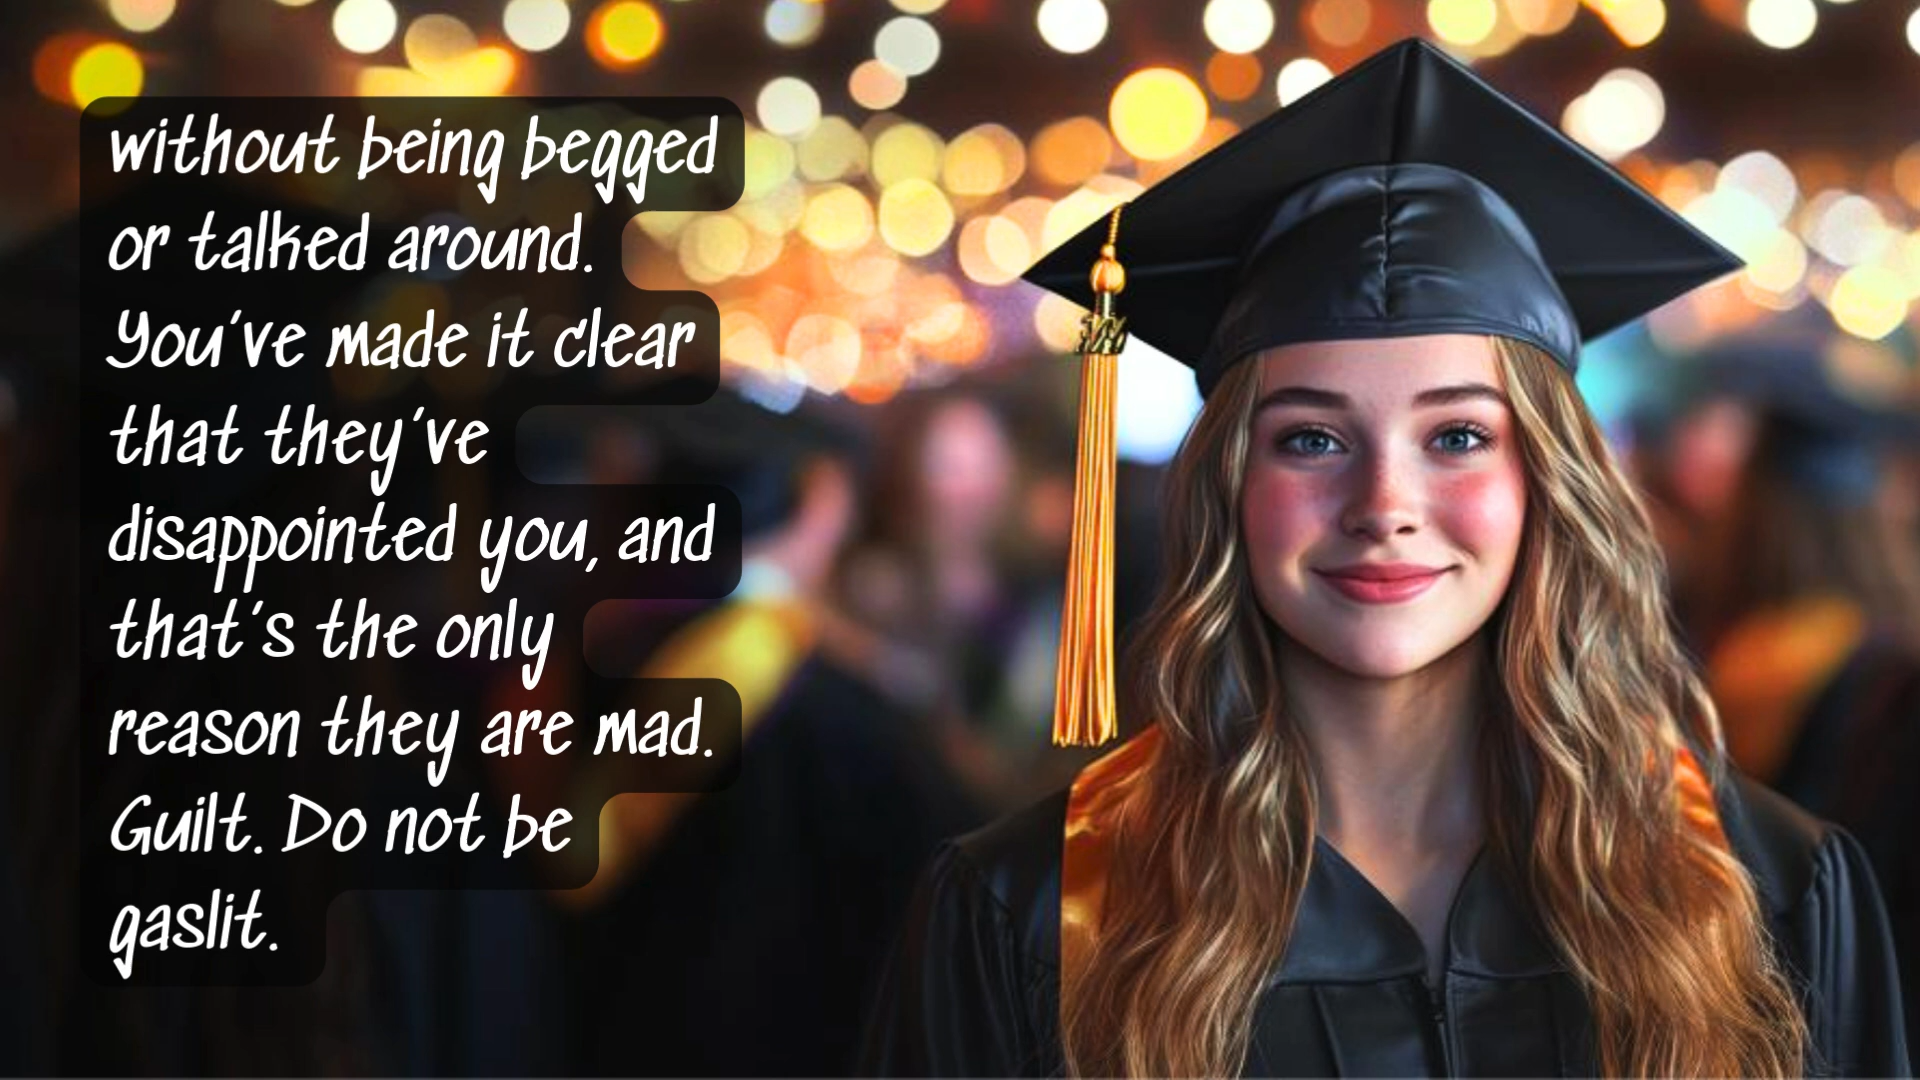 without being begged
or talked around.
You've made it clear
that they've
disappointed you, and
that's the only
reason they are mad.
Guilt. Do not be
gaslit.